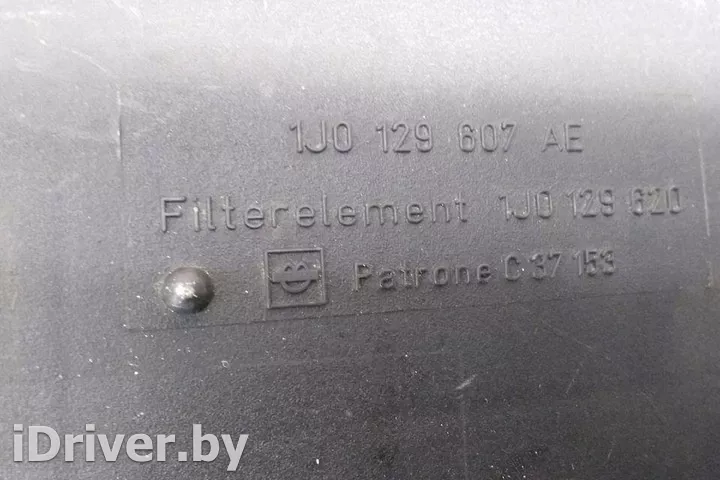 1J0 129 607 AE
Filterelement 1J0 129 620
Patrone C 37 153
iDriver.by